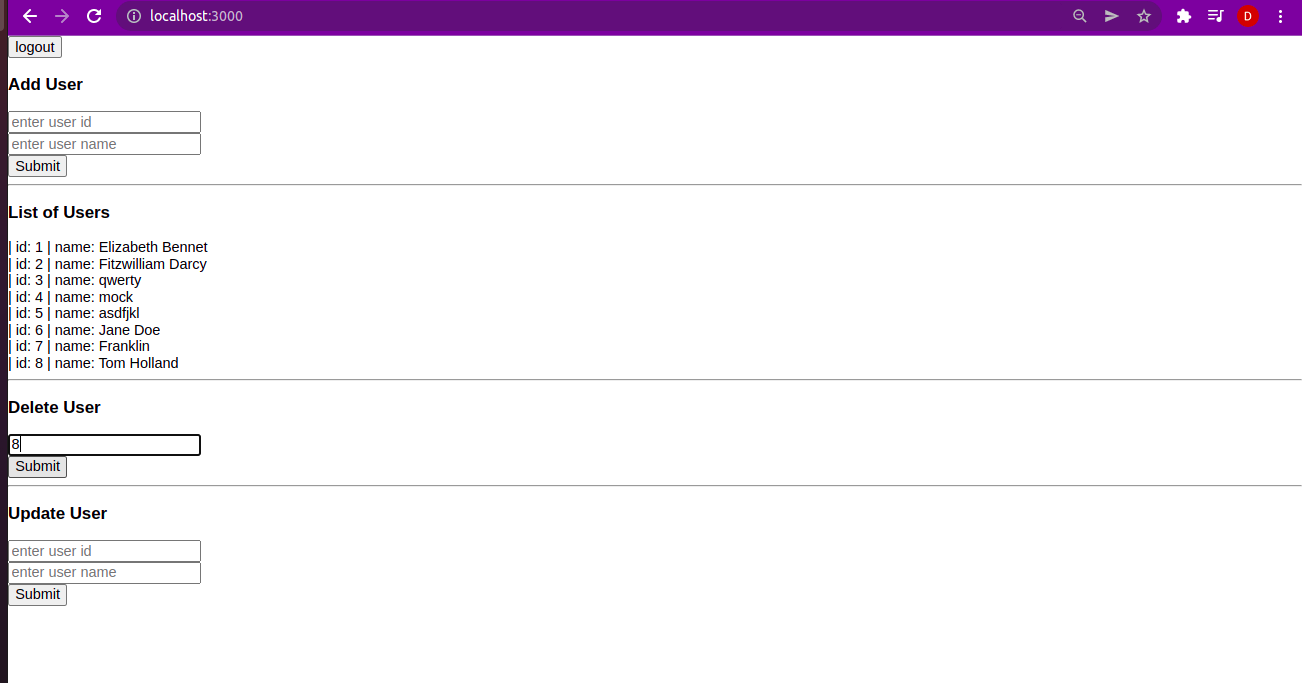 localhost:3000
D
logout
Add User
enter user id
enter user name
Submit
List of Users
| id: 1 | name: Elizabeth Bennet
| id: 2 | name: Fitzwilliam Darcy
| id: 3 | name: qwerty
| id: 4 | name: mock
| id: 5 | name: asdfjkl
| id: 6 | name: Jane Doe
| id: 7 | name: Franklin
| id: 8 | name: Tom Holland
Delete User
8
Submit
Update User
enter user id
enter user name
Submit